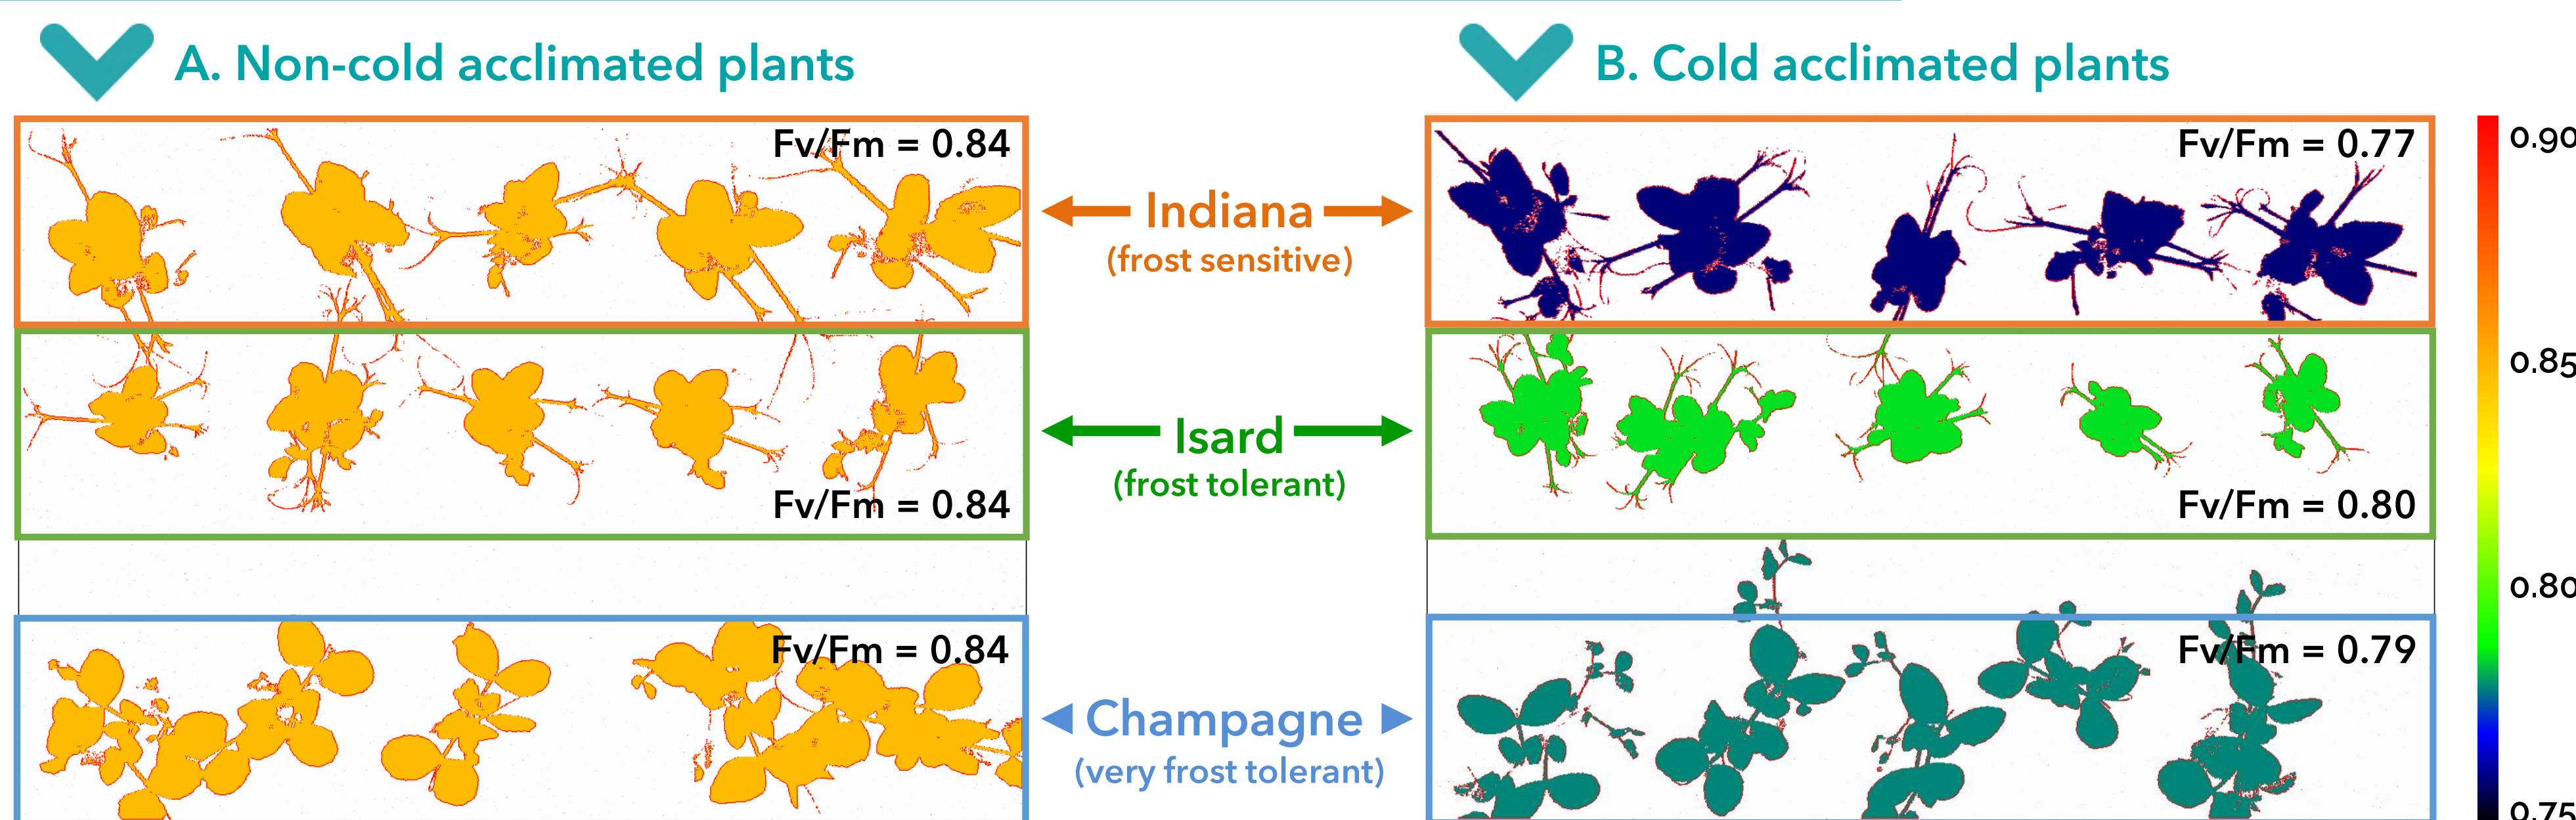 A. Non-cold acclimated plants
B. Cold acclimated plants
Fv/Fm = 0.84
Indiana
(frost sensitive)
Fv/Fm = 0.77
Fv/Fm = 0.84
Isard
(frost tolerant)
Fv/Fm = 0.80
Fv/Fm = 0.84
Champagne
(very frost tolerant)
Fv/Fm = 0.79
0.90
0.85
0.80
0.75